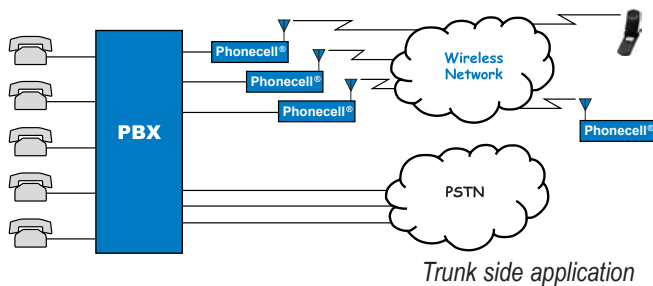 Phonecell®
Phonecell®
Phonecell®
Wireless
Network
Phonecell®
PBX
PSTN
Trunk side application